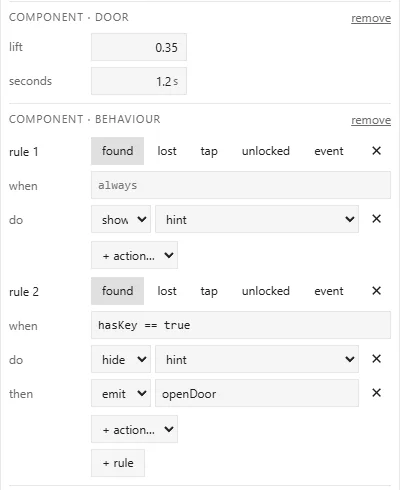 COMPONENT · DOOR remove
lift 0.35
seconds 1.2 s
COMPONENT · BEHAVIOUR remove
rule 1 found lost tap unlocked event ✕
when always
do show hint ✕
+ action...
rule 2 found lost tap unlocked event ✕
when hasKey == true
do hide hint ✕
then emit openDoor ✕
+ action...
+ rule